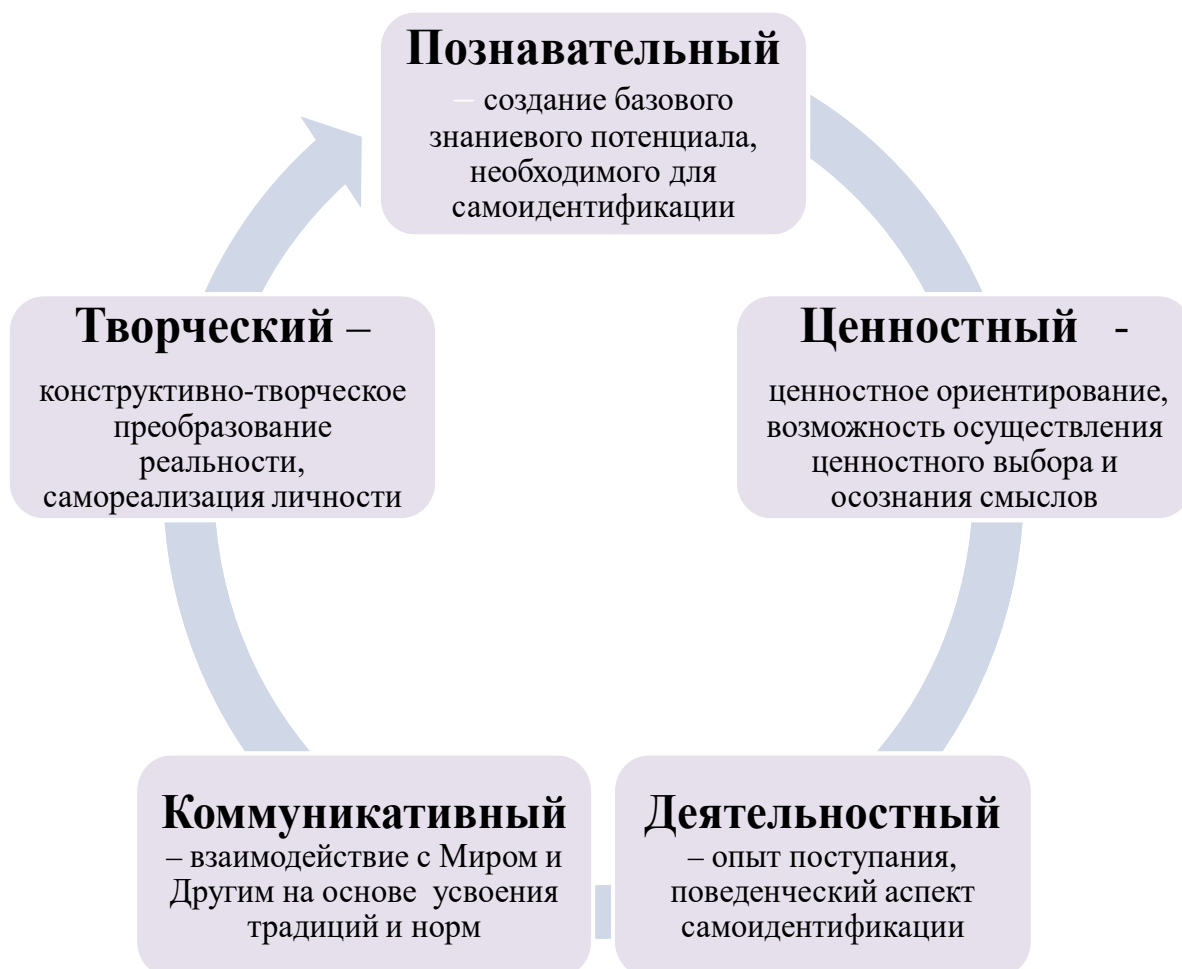 Познавательный
– создание базового
знаниевого потенциала,
необходимого для
самоидентификации
Ценностный -
ценностное ориентирование,
возможность осуществления
ценностного выбора и
осознания смыслов
Деятельностный
– опыт поступания,
поведенческий аспект
самоидентификации
Коммуникативный
– взаимодействие с Миром и
Другим на основе усвоения
традиций и норм
Творческий –
конструктивно-творческое
преобразование
реальности,
самореализация личности